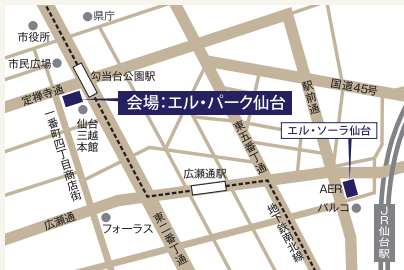 県庁
市役所
市民広場
勾当台公園駅
国道45号
定禅寺通
会場：エル・パーク仙台
駅前通
仙台
三越
本館
一番町四丁目商店街
東五番丁通
エル・ソーラ仙台
広瀬通駅
AER
パルコ
広瀬通
フォーラス
東二番丁通
地下鉄南北線
JR仙台駅